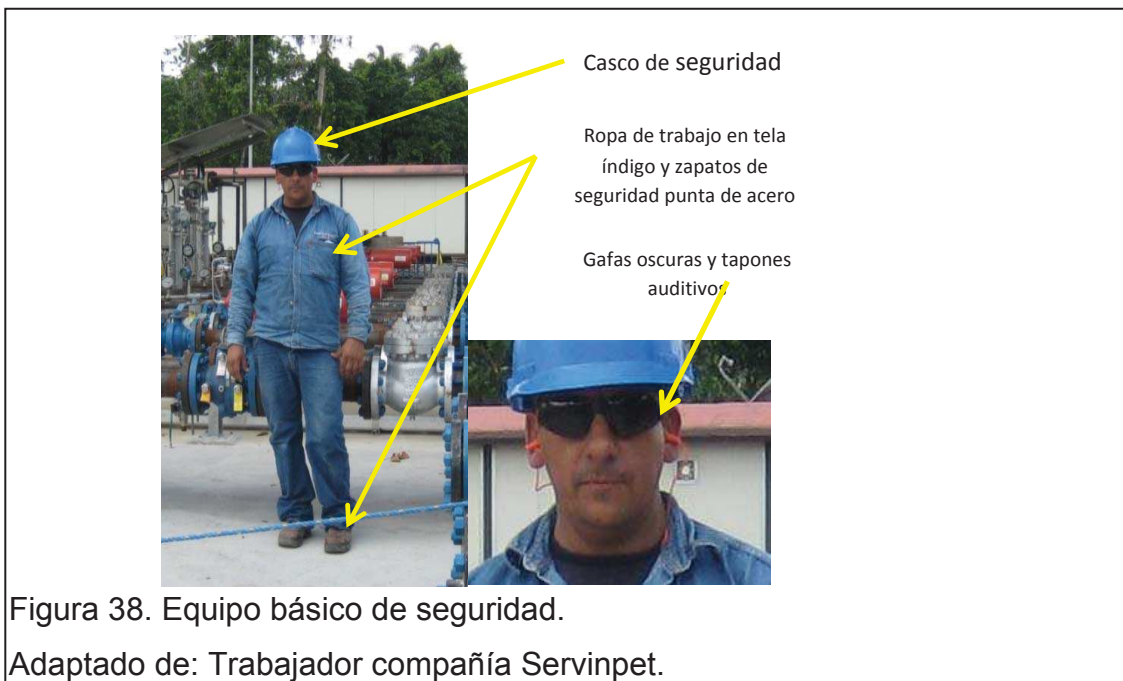 Casco de seguridad
Ropa de trabajo en tela
índigo y zapatos de
seguridad punta de acero
Gafas oscuras y tapones
auditivos
Figura 38. Equipo básico de seguridad.
Adaptado de: Trabajador compañía Servinpet.